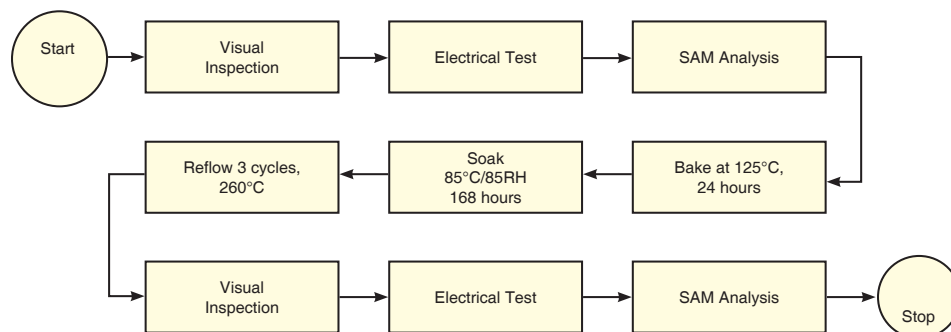 Start
Visual
Inspection
Electrical Test
SAM Analysis
Bake at 125°C,
24 hours
Soak
85°C/85RH
168 hours
Reflow 3 cycles,
260°C
Visual
Inspection
Electrical Test
SAM Analysis
Stop